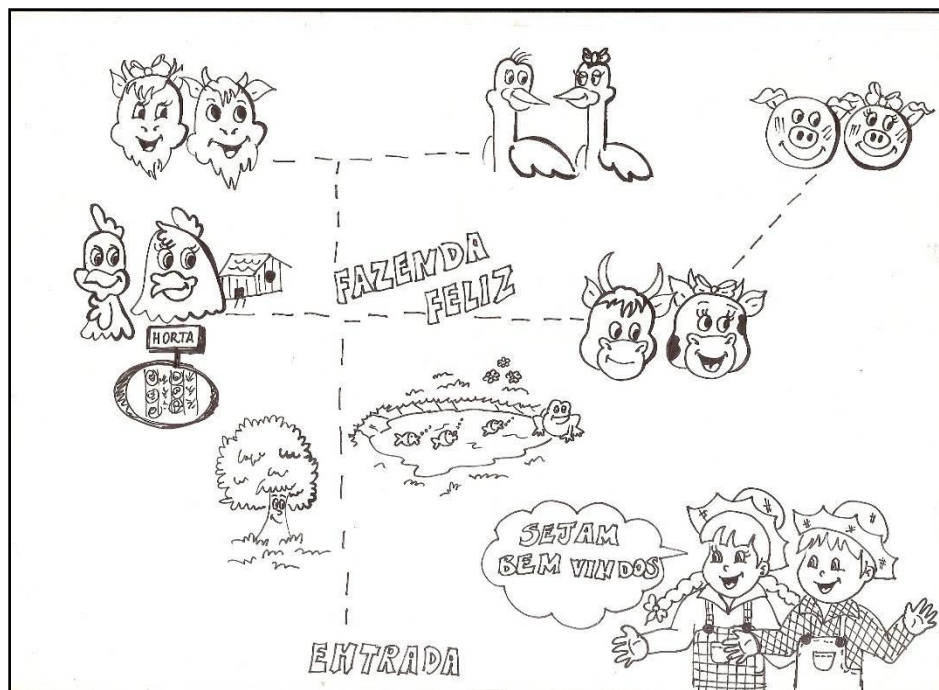 FAZENDA
FELIZ
HORTA
SEJAM
BEM VINDOS
ENTRADA